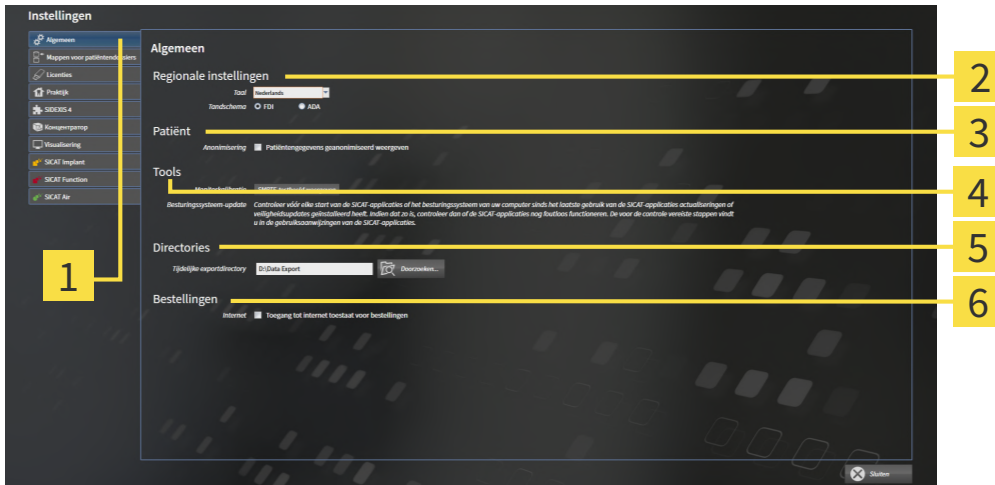 Instellingen
Algemeen
Mappen voor patiëntendossiers
Licenties
Praktijk
SIDEXIS 4
Концентратор
Visualisering
SICAT Implant
SICAT Function
SICAT Air
Algemeen
Regionale instellingen
Taal Nederlands
Tandschema FDI ADA
Patiënt
Anonimisering Patiëntengegevens geanonimiseerd weergeven
Tools
Besturingssysteem-update Controleer vóór elke start van de SICAT-applicaties of het besturingssysteem van uw computer sinds het laatste gebruik van de SICAT-applicaties actualiseringen of
veiligheidsupdates geïnstalleerd heeft. Indien dat zo is, controleer dan of de SICAT-applicaties nog foutloos functioneren. De voor de controle vereiste stappen vindt
u in de gebruiksaanwijzingen van de SICAT-applicaties.
Directories
Tijdelijke exportdirectory D:\Data Export Doorzoeken...
Bestellingen
Internet Toegang tot internet toestaat voor bestellingen
Sluiten
1
2
3
4
5
6